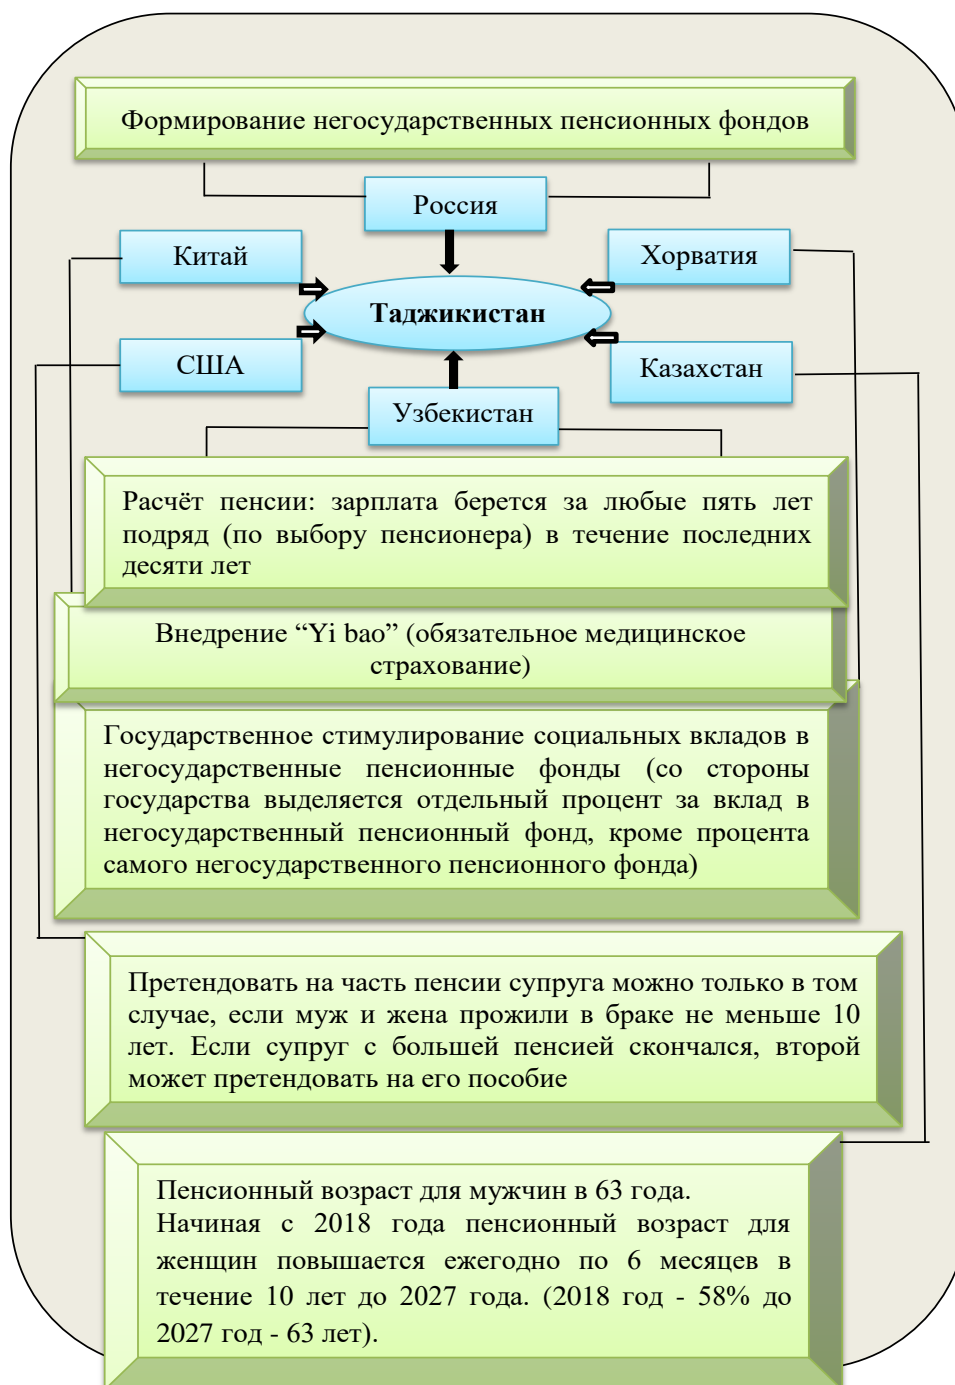 Формирование негосударственных пенсионных фондов
Россия
Китай
Хорватия
Таджикистан
США
Казахстан
Узбекистан
Расчёт пенсии: зарплата берется за любые пять лет
подряд (по выбору пенсионера) в течение последних
десяти лет
Внедрение “Yi bao” (обязательное медицинское
страхование)
Государственное стимулирование социальных вкладов в
негосударственные пенсионные фонды (со стороны
государства выделяется отдельный процент за вклад в
негосударственный пенсионный фонд, кроме процента
самого негосударственного пенсионного фонда)
Претендовать на часть пенсии супруга можно только в том
случае, если муж и жена прожили в браке не меньше 10
лет. Если супруг с большей пенсией скончался, второй
может претендовать на его пособие
Пенсионный возраст для мужчин в 63 года.
Начиная с 2018 года пенсионный возраст для
женщин повышается ежегодно по 6 месяцев в
течение 10 лет до 2027 года. (2018 год - 58% до
2027 год - 63 лет).